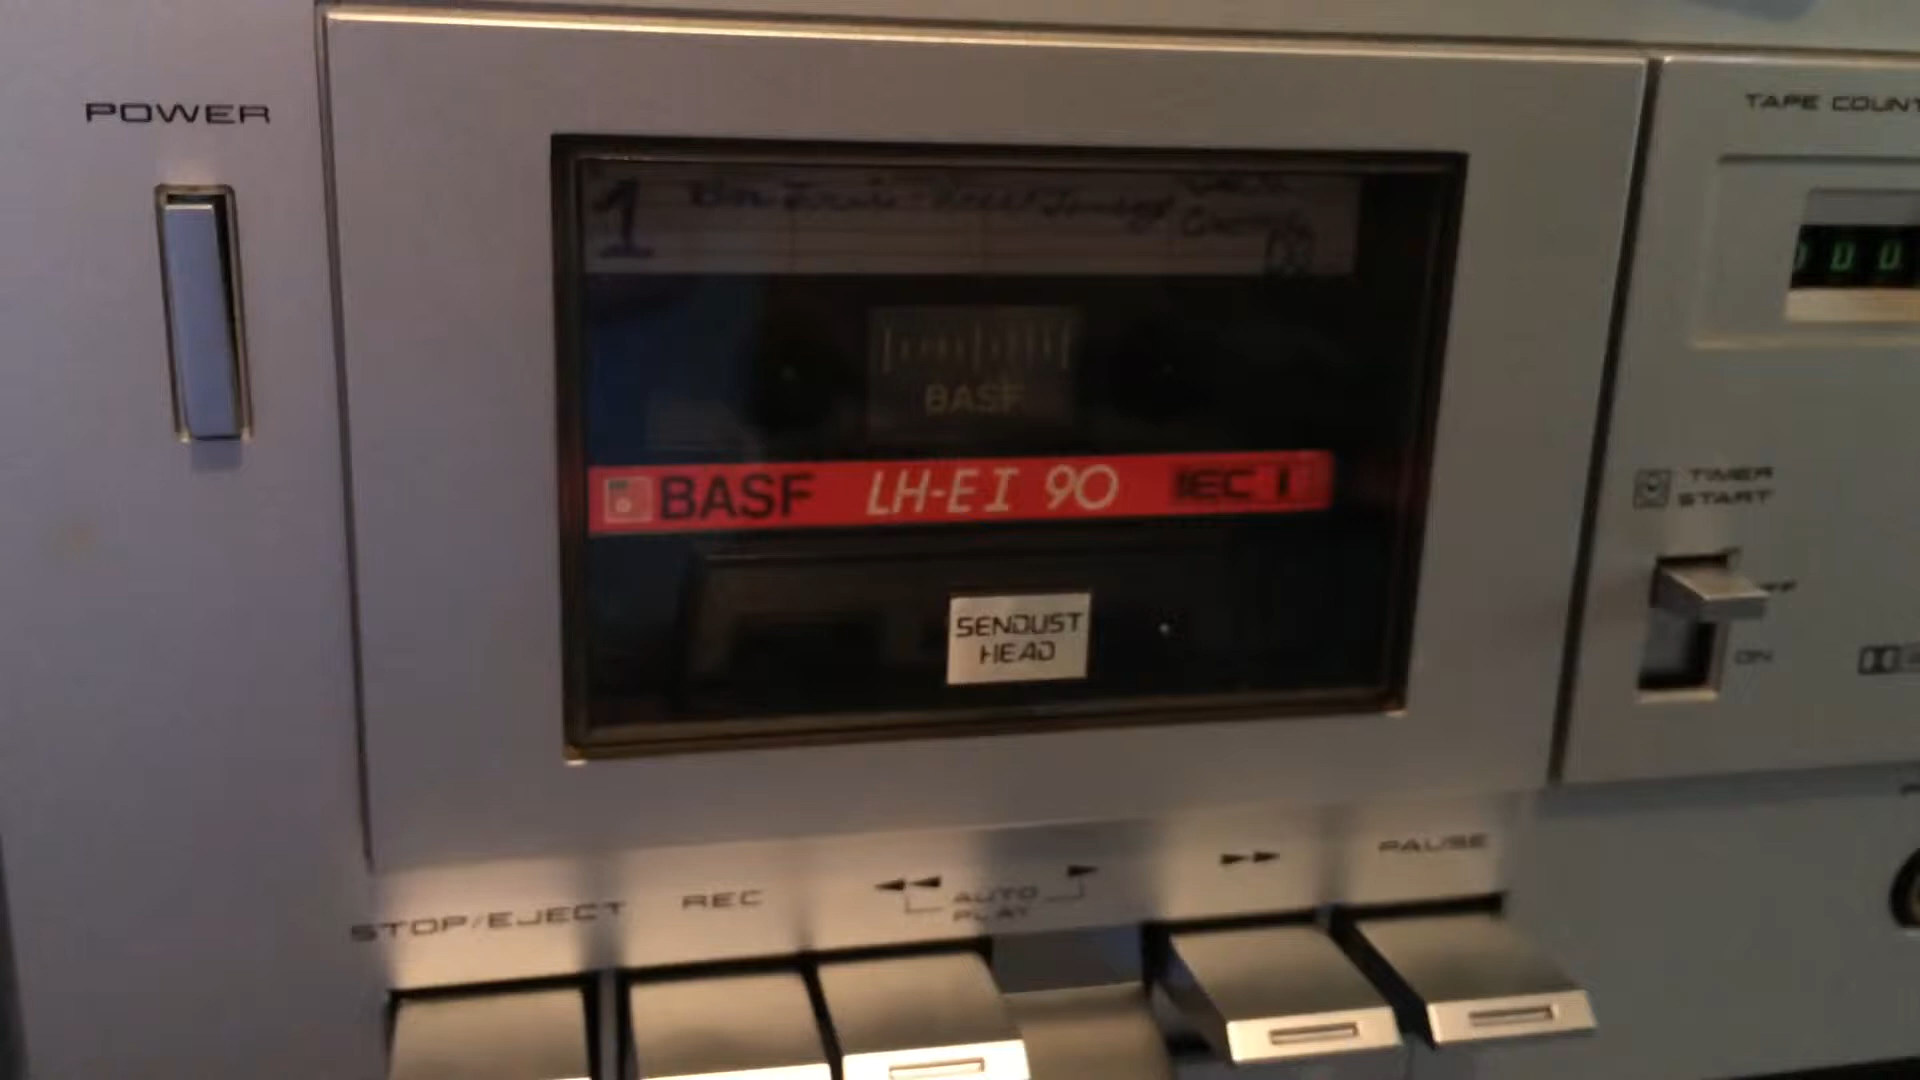 POWER
TAPE COUNT
1
BASF
BASF LH-EI 90 IEC I
SENDUST
HEAD
TIMER
START
ON
STOP/EJECT
REC
AUTO
PLAY
PAUSE